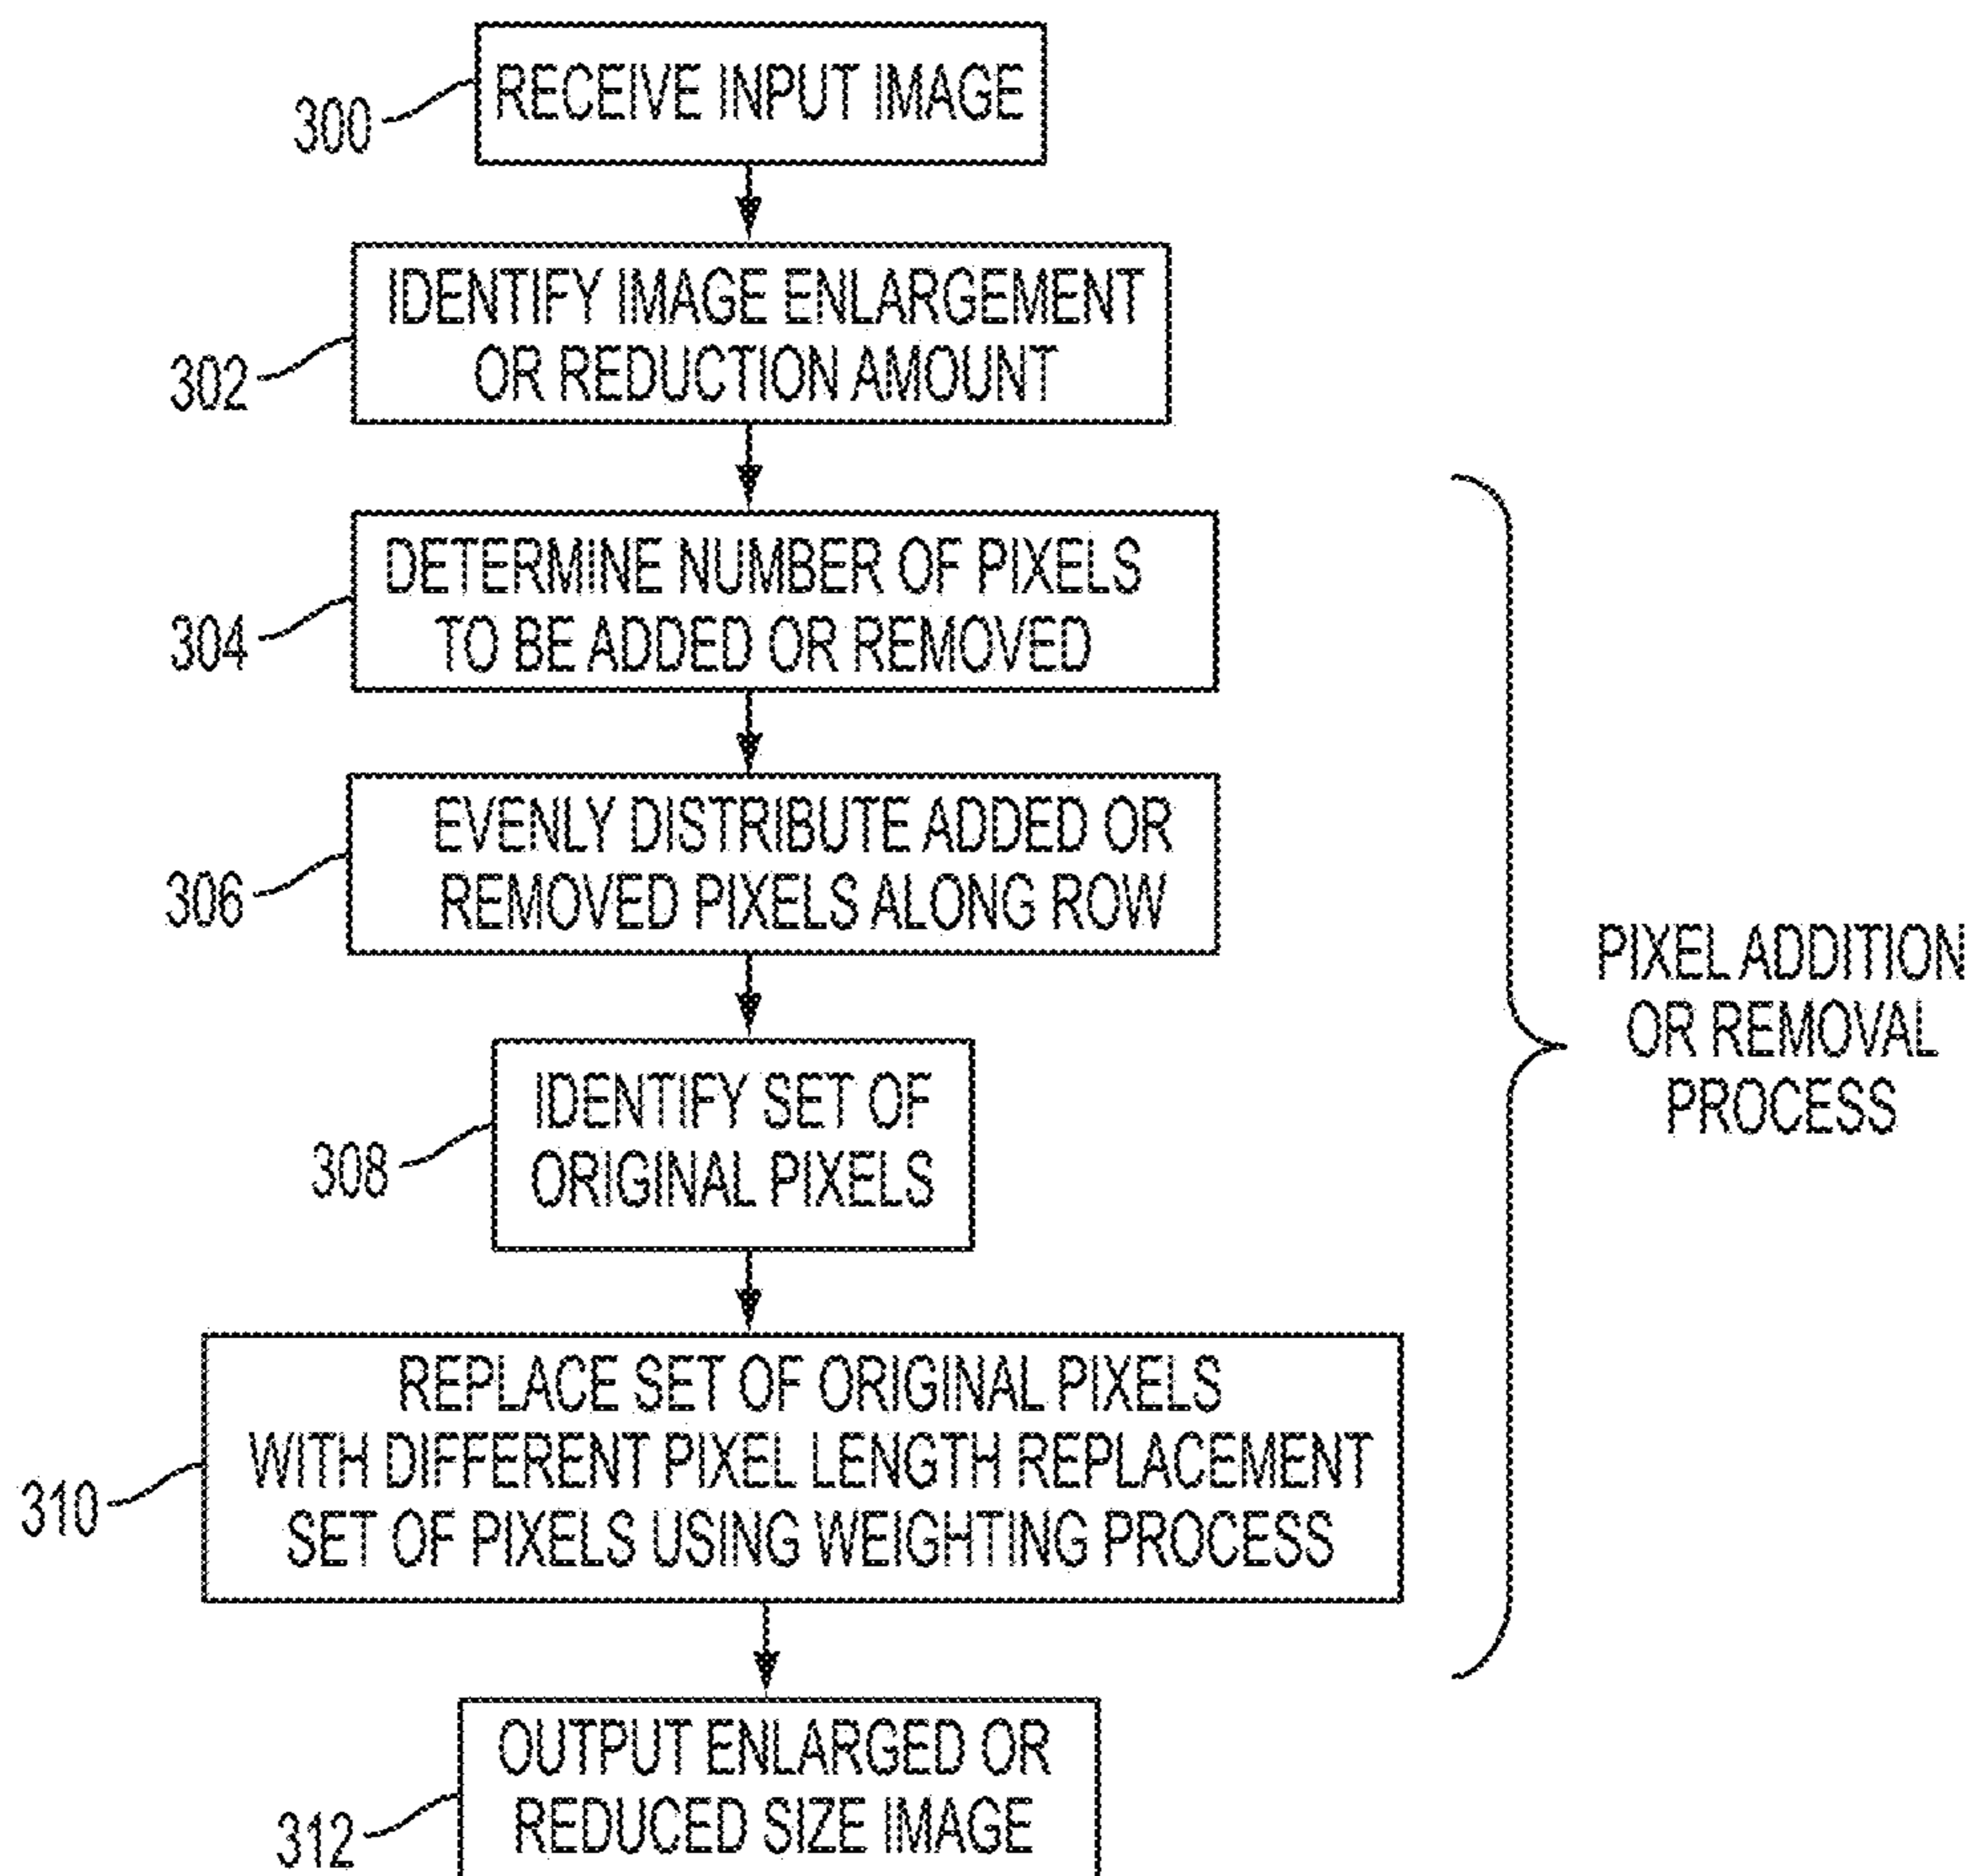 RECEIVE INPUT IMAGE
300
IDENTIFY IMAGE ENLARGEMENT
OR REDUCTION AMOUNT
302
DETERMINE NUMBER OF PIXELS
TO BE ADDED OR REMOVED
304
EVENLY DISTRIBUTE ADDED OR
REMOVED PIXELS ALONG ROW
306
IDENTIFY SET OF
ORIGINAL PIXELS
308
REPLACE SET OF ORIGINAL PIXELS
WITH DIFFERENT PIXEL LENGTH REPLACEMENT
SET OF PIXELS USING WEIGHTING PROCESS
310
OUTPUT ENLARGED OR
REDUCED SIZE IMAGE
312
PIXEL ADDITION
OR REMOVAL
PROCESS